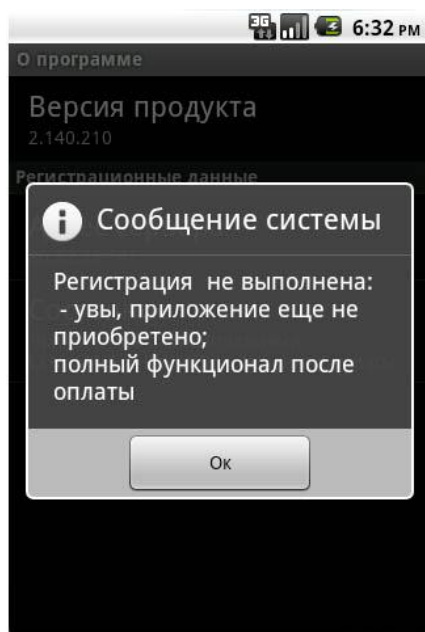 3G 6:32 PM
О программе
Версия продукта
2.140.210
Регистрационные данные
Сообщение системы
Регистрация не выполнена:
- увы, приложение еще не
приобретено;
полный функционал после
оплаты
Ок